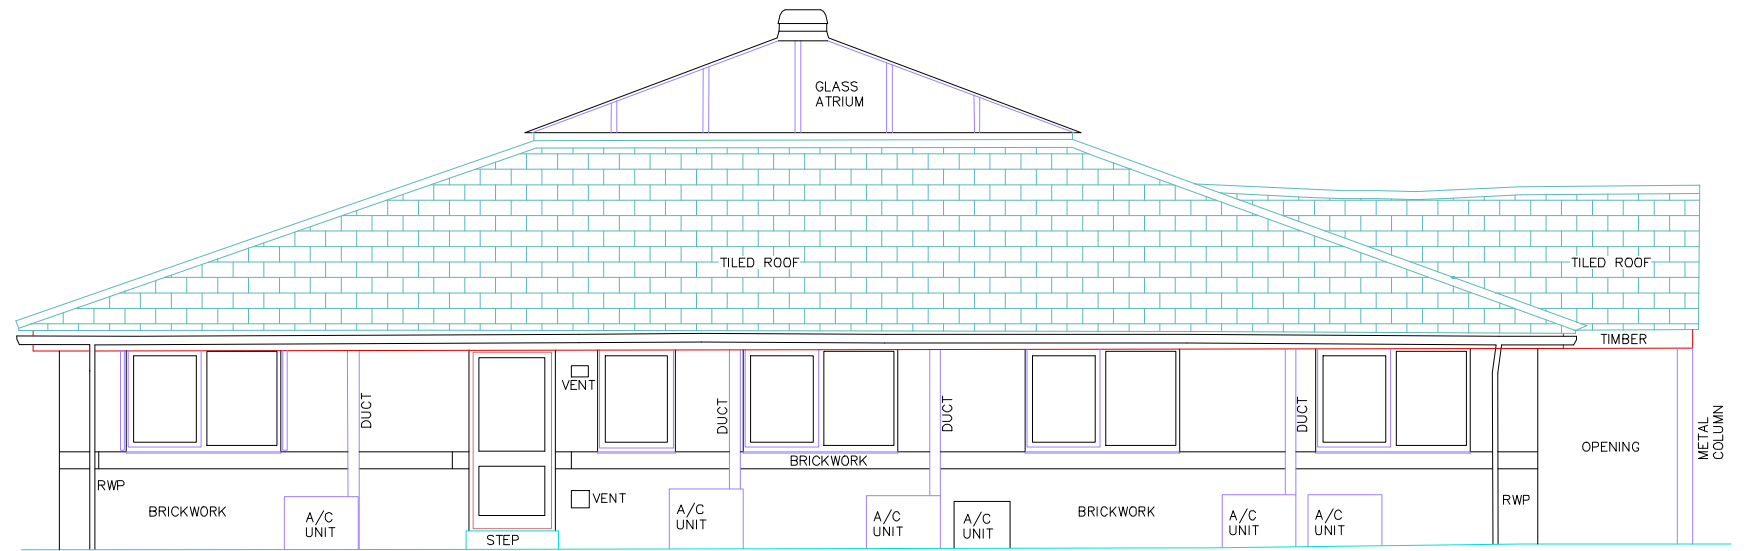 GLASS
ATRIUM
TILED ROOF
TILED ROOF
TIMBER
VENT
DUCT
DUCT
DUCT
DUCT
METAL
COLUMN
OPENING
BRICKWORK
RWP
VENT
RWP
BRICKWORK
BRICKWORK
A/C
UNIT
A/C
UNIT
A/C
UNIT
A/C
UNIT
A/C
UNIT
A/C
UNIT
STEP